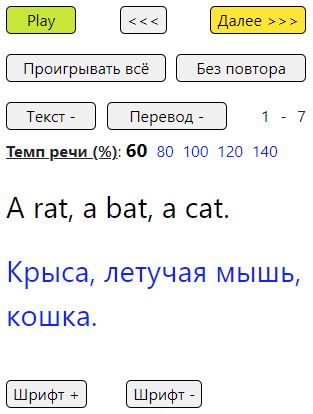 Play <<< Далее >>>
Проигрывать всё Без повтора
Текст - Перевод - 1 - 7
Темп речи (%): 60 80 100 120 140
A rat, a bat, a cat.
Крыса, летучая мышь,
кошка.
Шрифт + Шрифт -